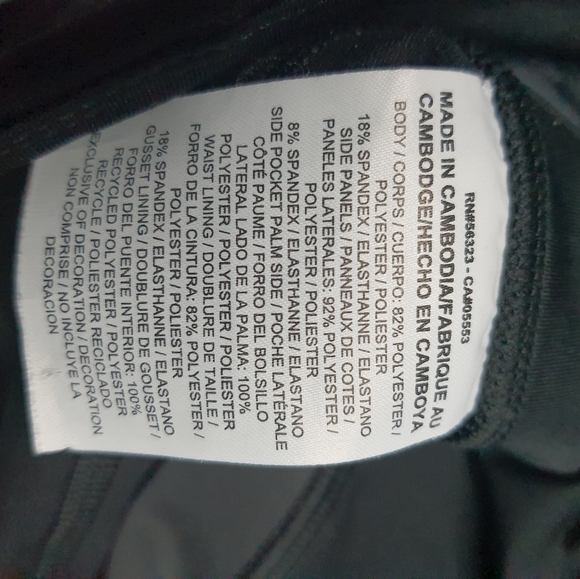 RN#56323 - CA#05553
MADE IN CAMBODIA/FABRIQUE AU
CAMBODGE/HECHO EN CAMBOYA
BODY / CORPS / CUERPO: 82% POLYESTER /
POLYESTER / POLIESTER
18% SPANDEX / ELASTHANNE / ELASTANO
SIDE PANELS / PANNEAUX DE COTES /
PANELES LATERALES: 92% POLYESTER /
POLYESTER / POLIESTER
8% SPANDEX / ELASTHANNE / ELASTANO
SIDE POCKET PALM SIDE / POCHE LATÉRALE
CÔTÉ PAUME / FORRO DEL BOLSILLO
LATERAL LADO DE LA PALMA: 100%
POLYESTER / POLYESTER / POLIESTER
WAIST LINING / DOUBLURE DE TAILLE /
FORRO DE LA CINTURA: 82% POLYESTER /
POLYESTER / POLIESTER
18% SPANDEX / ELASTHANNE / ELASTANO
GUSSET LINING / DOUBLURE DE GOUSSET /
FORRO DEL PUENTE INTERIOR: 100%
RECYCLED POLYESTER / POLYESTER
RECYCLE / POLIESTER RECICLADO
EXCLUSIVE OF DECORATION / DECORATION
NON COMPRISE / NO INCLUYE LA
DECORACION